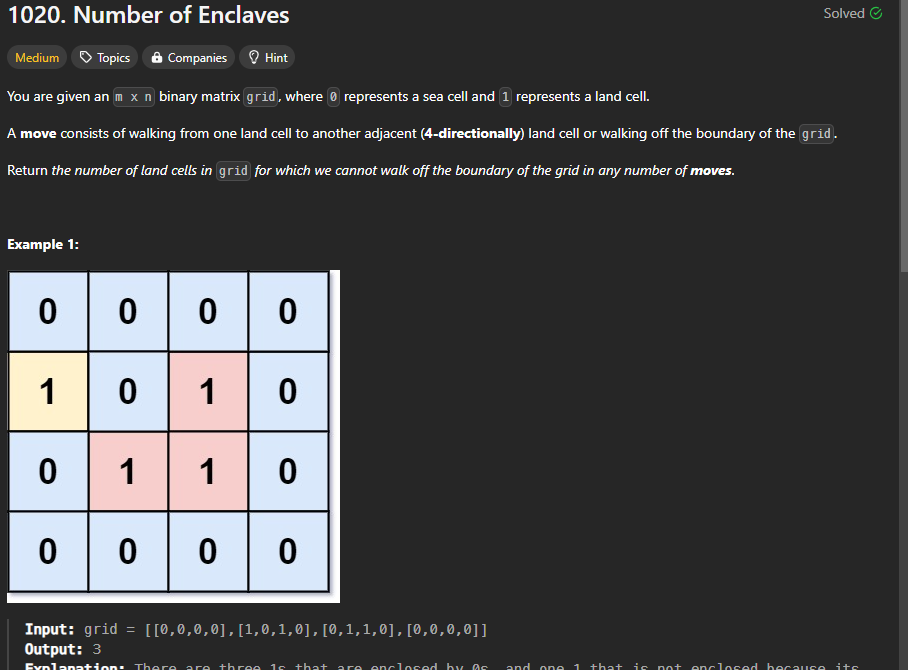 1020. Number of Enclaves
Solved
Medium Topics Companies Hint
You are given an m x n binary matrix grid, where 0 represents a sea cell and 1 represents a land cell.
A move consists of walking from one land cell to another adjacent (4-directionally) land cell or walking off the boundary of the grid.
Return the number of land cells in grid for which we cannot walk off the boundary of the grid in any number of moves.
Example 1:
0 0 0 0
1 0 1 0
0 1 1 0
0 0 0 0
Input: grid = [[0,0,0,0],[1,0,1,0],[0,1,1,0],[0,0,0,0]]
Output: 3
Explanation: There are three 1s that are enclosed by 0s, and one 1 that is not enclosed because its